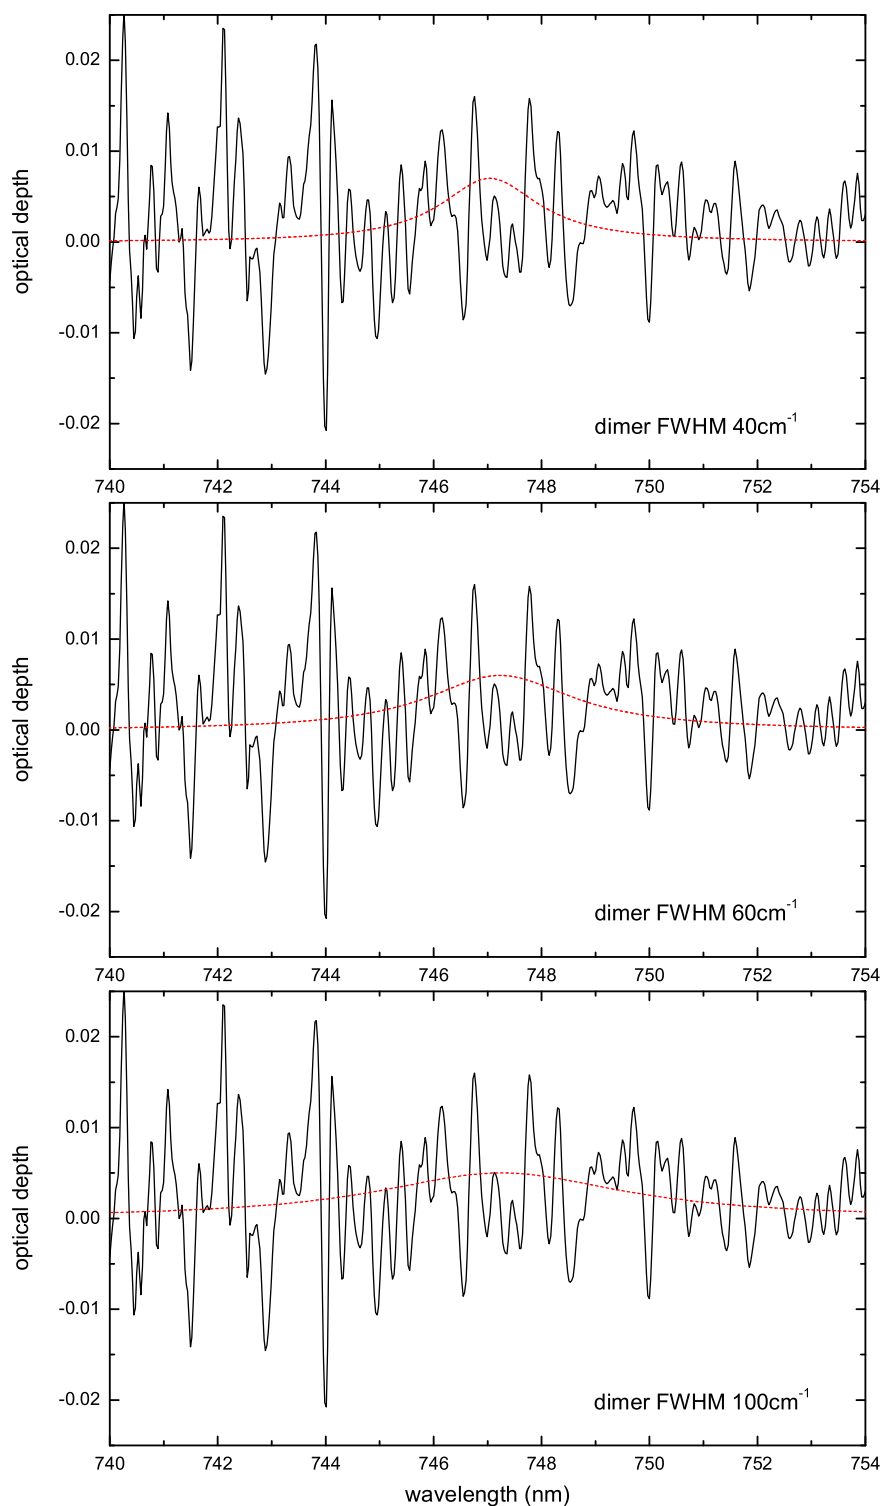 0.02
0.01
0.00
-0.01
-0.02
optical depth
dimer FWHM 40cm-1
740 742 744 746 748 750 752 754
0.02
0.01
0.00
-0.01
-0.02
optical depth
dimer FWHM 60cm-1
740 742 744 746 748 750 752 754
0.02
0.01
0.00
-0.01
-0.02
optical depth
dimer FWHM 100cm-1
740 742 744 746 748 750 752 754
wavelength (nm)